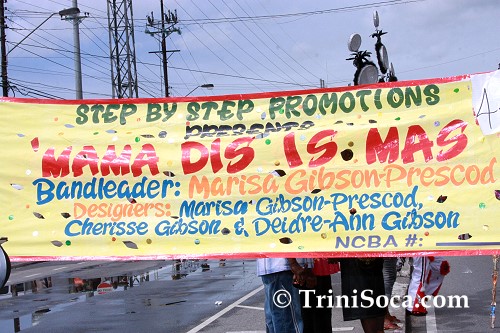 STEP BY STEP PROMOTIONS
PRESENTS
'MAMA DIS IS MAS
Bandleader: Marisa Gibson-Prescod
Designers: Marisa Gibson-Prescod,
Cherisse Gibson & Deidre-Ann Gibson
NCBA #:
© TriniSoca.com